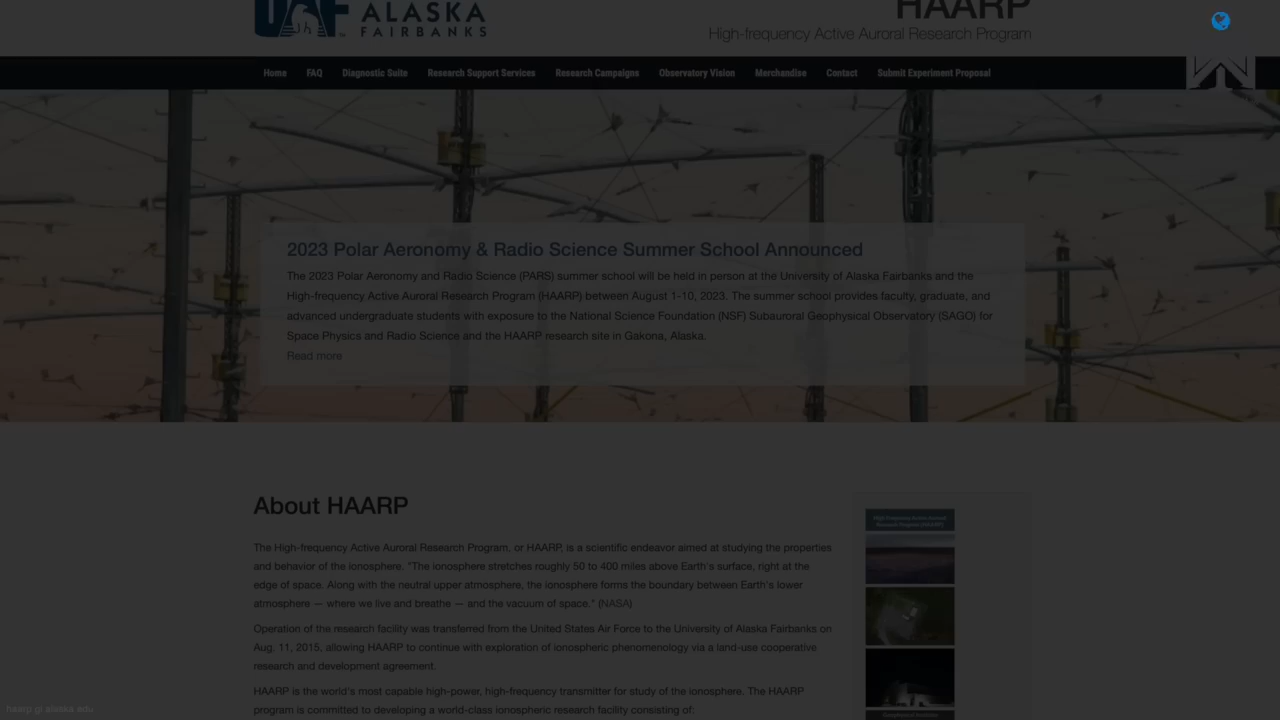 ALASKA
FAIRBANKS
HAARP
High-frequency Active Auroral Research Program
Home FAQ Diagnostic Suite Research Support Services Research Campaigns Observatory Vision Merchandise Contact Submit Experiment Proposal
2023 Polar Aeronomy & Radio Science Summer School Announced
The 2023 Polar Aeronomy and Radio Science (PARS) summer school will be held in person at the University of Alaska Fairbanks and the
High-frequency Active Auroral Research Program (HAARP) between August 1-10, 2023. The summer school provides faculty, graduate, and
advanced undergraduate students with exposure to the National Science Foundation (NSF) Subauroral Geophysical Observatory (SAGO) for
Space Physics and Radio Science and the HAARP research site in Gakona, Alaska.
Read more
About HAARP
The High-frequency Active Auroral Research Program, or HAARP, is a scientific endeavor aimed at studying the properties
and behavior of the ionosphere. "The ionosphere stretches roughly 50 to 400 miles above Earth's surface, right at the
edge of space. Along with the neutral upper atmosphere, the ionosphere forms the boundary between Earth's lower
atmosphere — where we live and breathe — and the vacuum of space." (NASA)
Operation of the research facility was transferred from the United States Air Force to the University of Alaska Fairbanks on
Aug. 11, 2015, allowing HAARP to continue with exploration of ionospheric phenomenology via a land-use cooperative
research and development agreement.
HAARP is the world's most capable high-power, high-frequency transmitter for study of the ionosphere. The HAARP
program is committed to developing a world-class ionospheric research facility consisting of:
High Frequency Active Auroral
Research Program (HAARP)
haarp.gi.alaska.edu